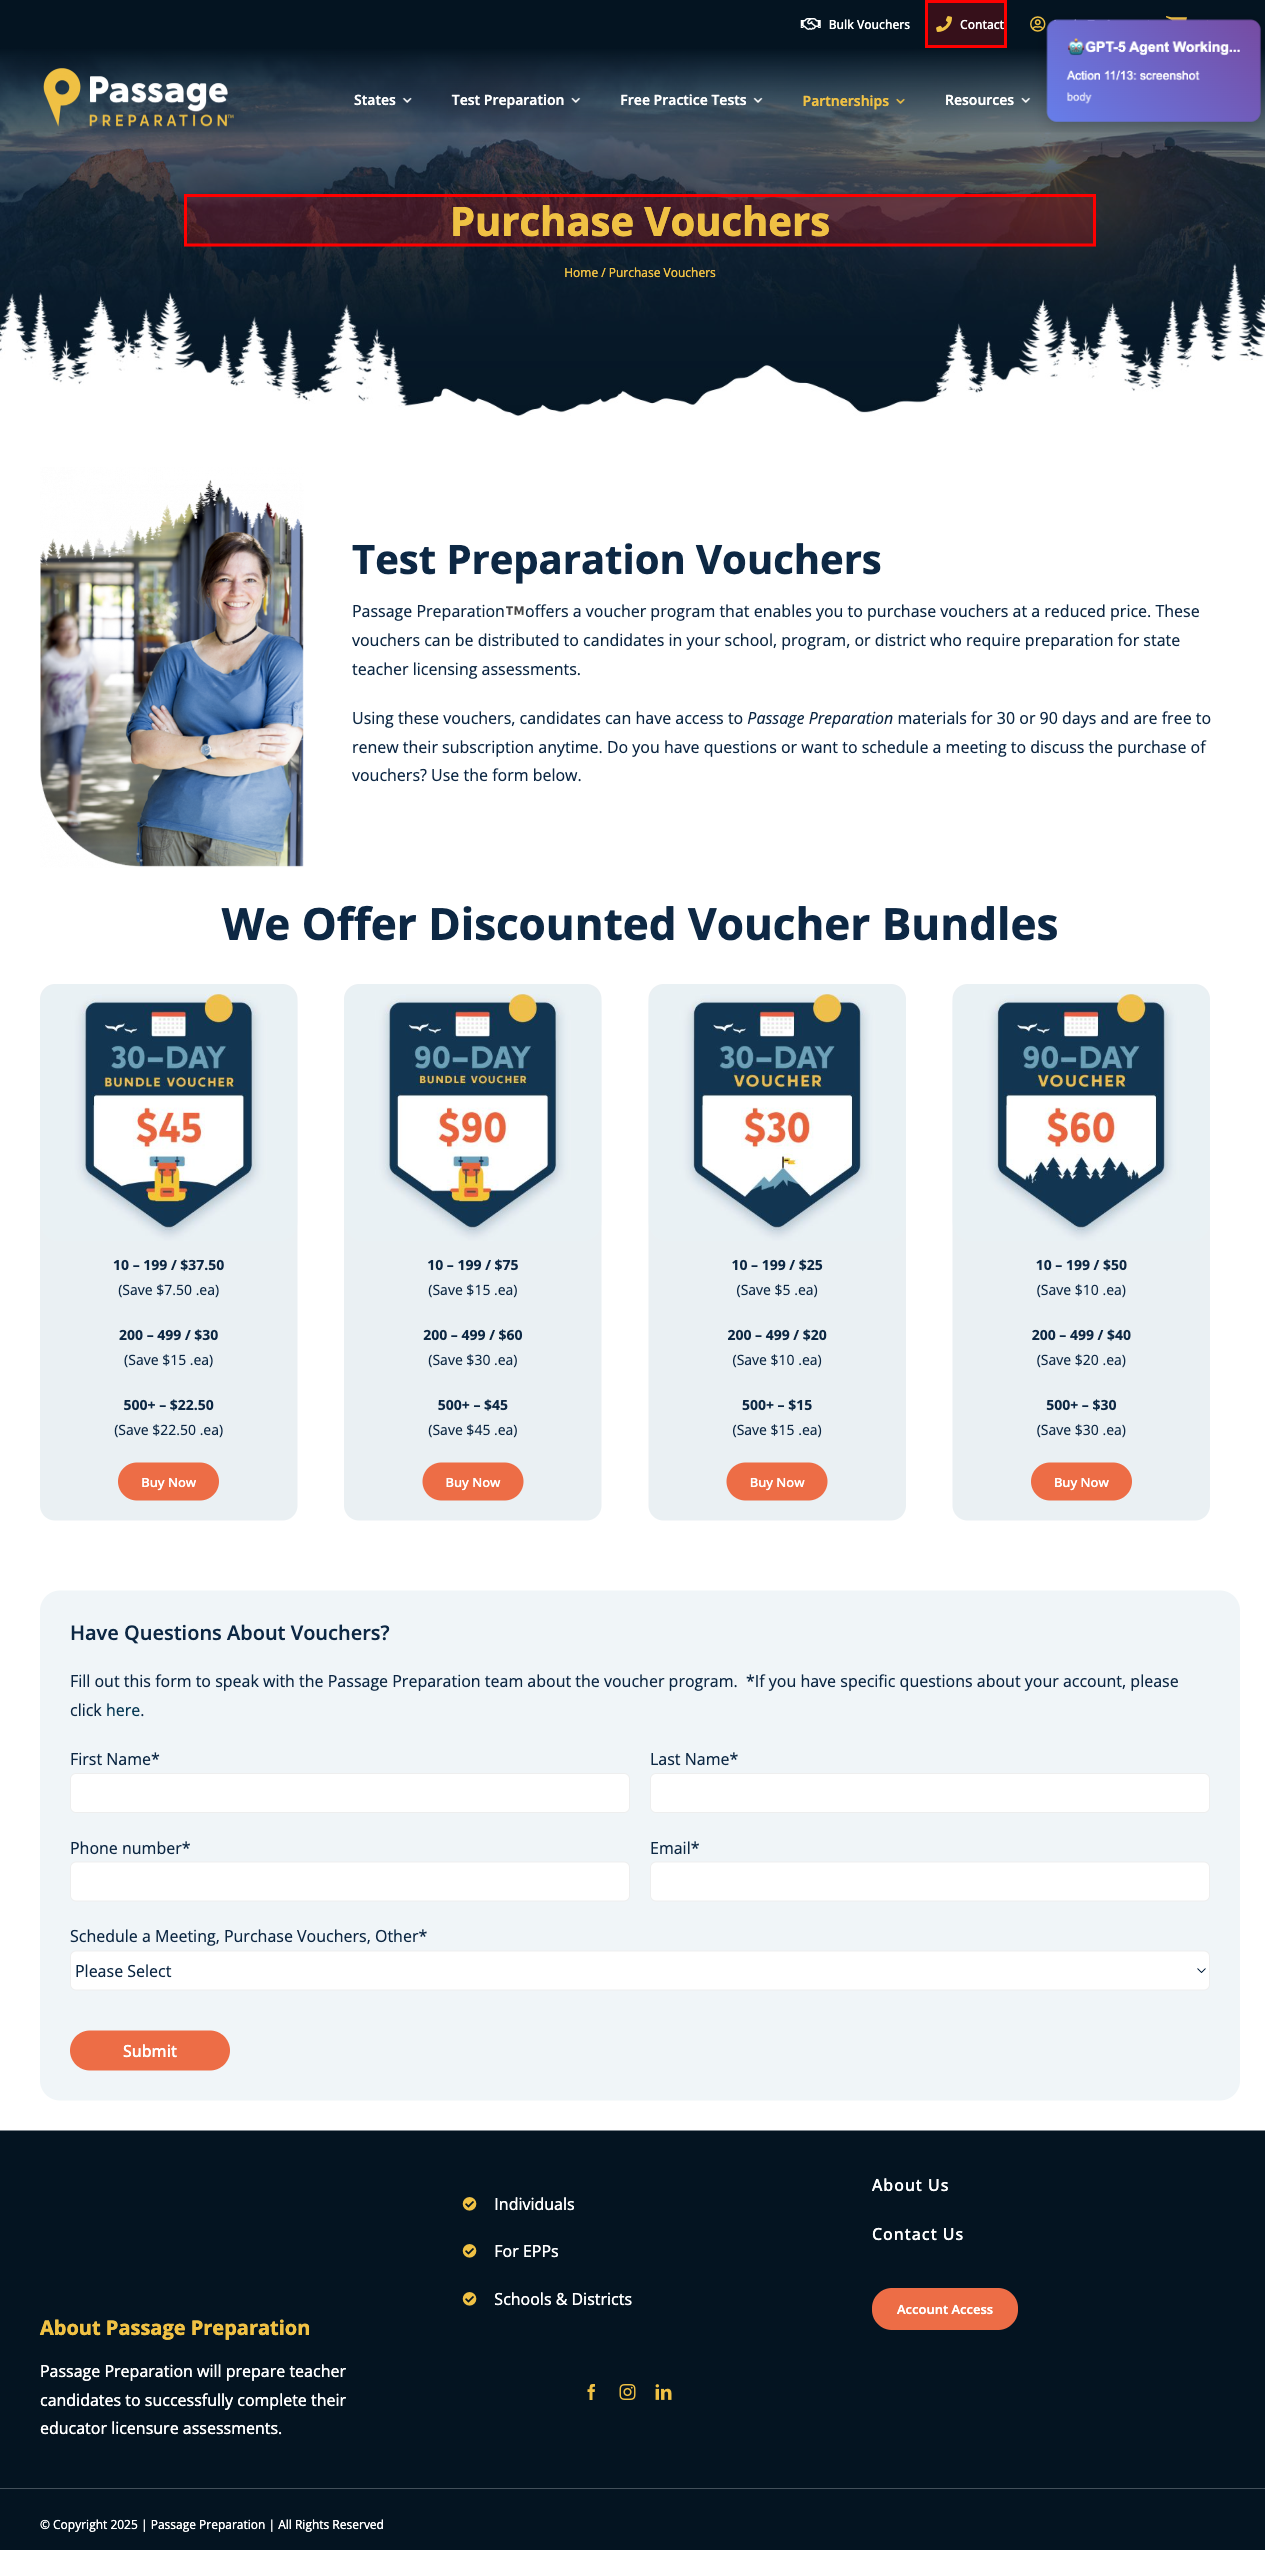 Bulk Vouchers
Contact
🤖GPT-5 Agent Working...
Action 11/13: screenshot
body
Passage
PREPARATION™
States
Test Preparation
Free Practice Tests
Partnerships
Resources
Purchase Vouchers
Home / Purchase Vouchers
Test Preparation Vouchers
Passage Preparation™offers a voucher program that enables you to purchase vouchers at a reduced price. These
vouchers can be distributed to candidates in your school, program, or district who require preparation for state
teacher licensing assessments.
Using these vouchers, candidates can have access to Passage Preparation materials for 30 or 90 days and are free to
renew their subscription anytime. Do you have questions or want to schedule a meeting to discuss the purchase of
vouchers? Use the form below.
We Offer Discounted Voucher Bundles
30-DAY
BUNDLE VOUCHER
$45
10 – 199 / $37.50
(Save $7.50 .ea)
200 – 499 / $30
(Save $15 .ea)
500+ – $22.50
(Save $22.50 .ea)
Buy Now
90-DAY
BUNDLE VOUCHER
$90
10 – 199 / $75
(Save $15 .ea)
200 – 499 / $60
(Save $30 .ea)
500+ – $45
(Save $45 .ea)
Buy Now
30-DAY
VOUCHER
$30
10 – 199 / $25
(Save $5 .ea)
200 – 499 / $20
(Save $10 .ea)
500+ – $15
(Save $15 .ea)
Buy Now
90-DAY
VOUCHER
$60
10 – 199 / $50
(Save $10 .ea)
200 – 499 / $40
(Save $20 .ea)
500+ – $30
(Save $30 .ea)
Buy Now
Have Questions About Vouchers?
Fill out this form to speak with the Passage Preparation team about the voucher program.  *If you have specific questions about your account, please
click here.
First Name*
Last Name*
Phone number*
Email*
Schedule a Meeting, Purchase Vouchers, Other*
Please Select
Submit
About Passage Preparation
Passage Preparation will prepare teacher
candidates to successfully complete their
educator licensure assessments.
Individuals
For EPPs
Schools & Districts
About Us
Contact Us
Account Access
© Copyright 2025 | Passage Preparation | All Rights Reserved